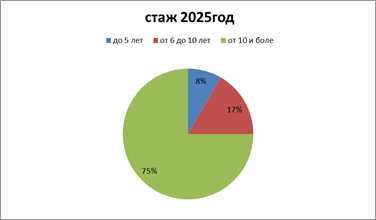 стаж 2025год
до 5 лет от 6 до 10 лет от 10 и боле
8%
17%
75%